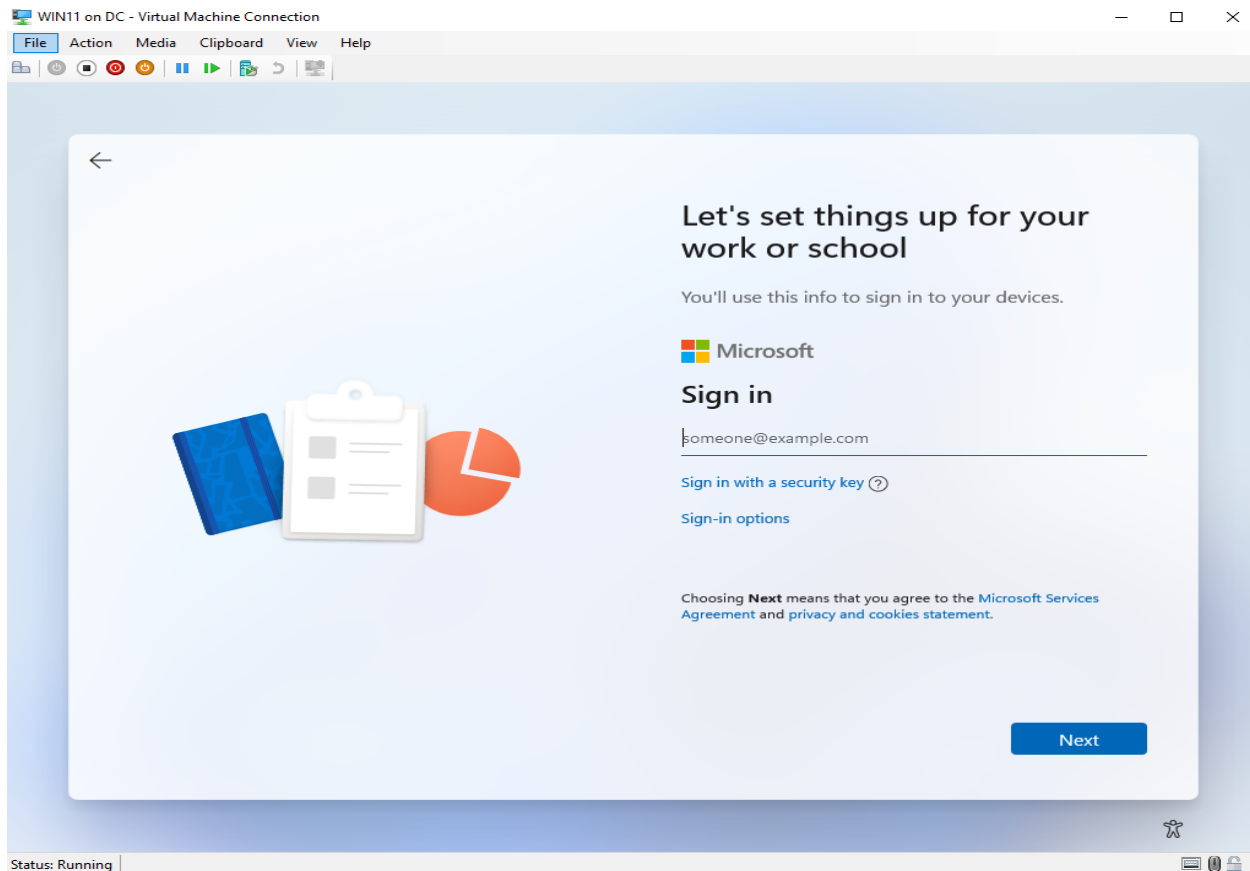 WIN11 on DC - Virtual Machine Connection
File Action Media Clipboard View Help
Let's set things up for your
work or school
You'll use this info to sign in to your devices.
Microsoft
Sign in
someone@example.com
Sign in with a security key
Sign-in options
Choosing Next means that you agree to the Microsoft Services
Agreement and privacy and cookies statement.
Next
Status: Running